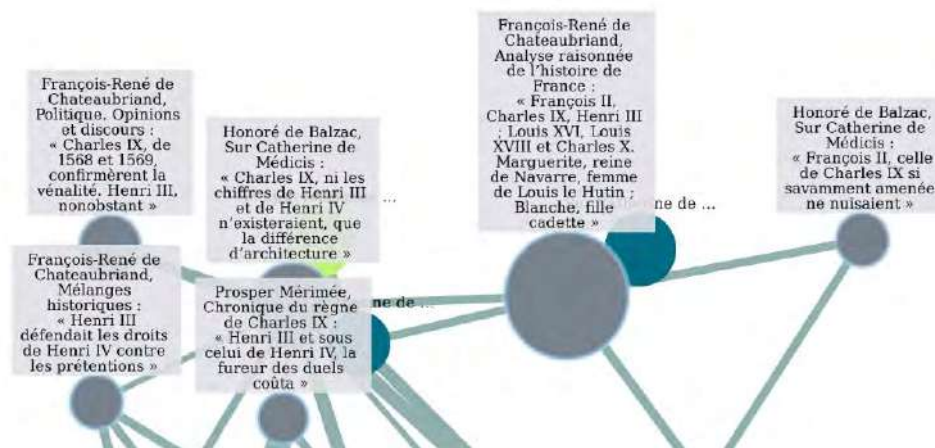 François-René de
Chateaubriand,
Politique. Opinions
et discours :
« Charles IX, de
1568 et 1569,
confirmèrent la
vénalité. Henri III,
nonobstant »
Honoré de Balzac,
Sur Catherine de
Médicis :
« Charles IX, ni les
chiffres de Henri III
et de Henri IV
n'existeraient, que
la différence
d'architecture »
...
François-René de
Chateaubriand,
Analyse raisonnée
de l'histoire de
France :
« François II,
Charles IX, Henri III
; Louis XVI, Louis
XVIII et Charles X.
Marguerite, reine
de Navarre, femme
de Louis le Hutin ;
Blanche, fille
cadette »
ne de ...
Honoré de Balzac,
Sur Catherine de
Médicis :
« François II, celle
de Charles IX si
savamment amenée
ne nuisaient »
François-René de
Chateaubriand,
Mélanges
historiques :
« Henri III
défendait les droits
de Henri IV contre
les prétentions »
Prosper Mérimée,
Chronique du règne
de Charles IX :
« Henri III et sous
celui de Henri IV, la
fureur des duels
coûta »
ne de ...